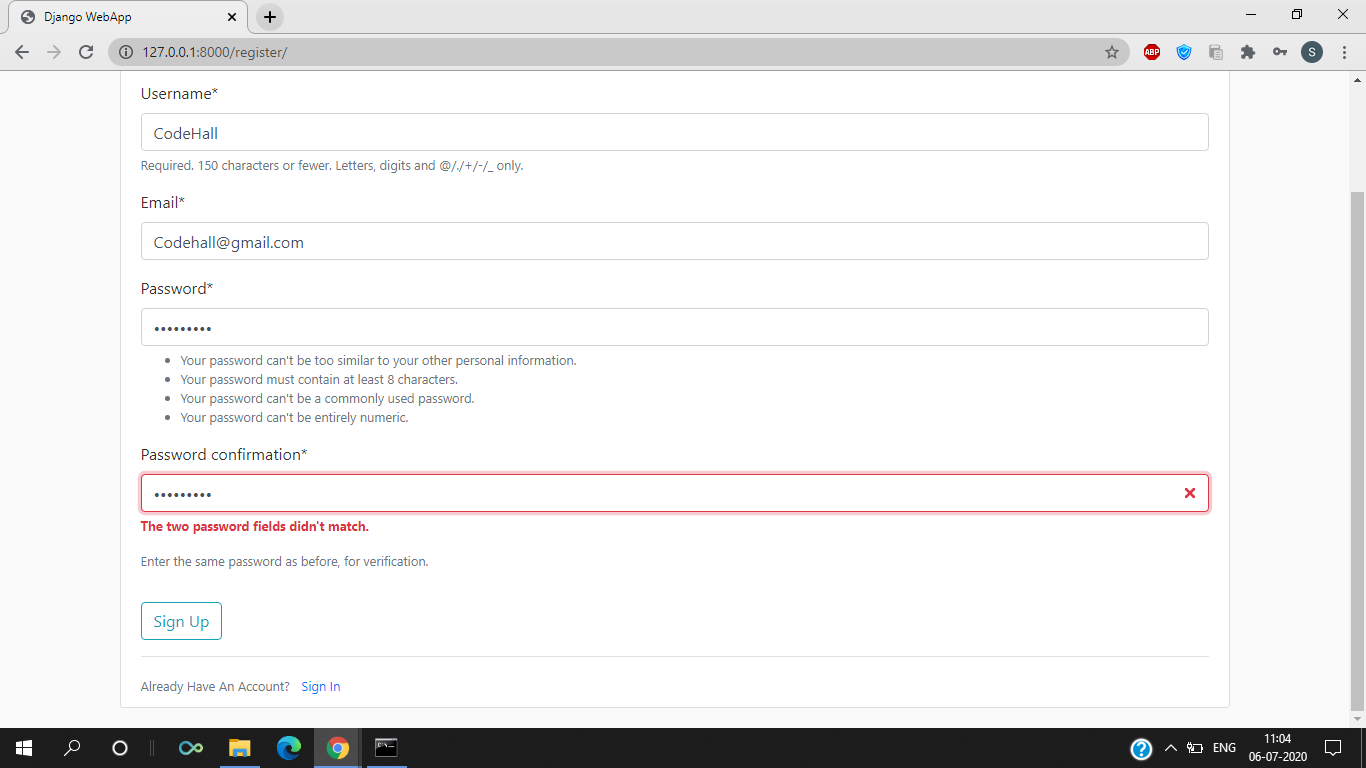 Django WebApp
127.0.0.1:8000/register/
ABP
S
Username*
CodeHall
Required. 150 characters or fewer. Letters, digits and @/./+/-/_ only.
Email*
Codehall@gmail.com
Password*
•••••••••
• Your password can't be too similar to your other personal information.
• Your password must contain at least 8 characters.
• Your password can't be a commonly used password.
• Your password can't be entirely numeric.
Password confirmation*
•••••••••
The two password fields didn't match.
Enter the same password as before, for verification.
Sign Up
Already Have An Account? Sign In
ENG
11:04
06-07-2020